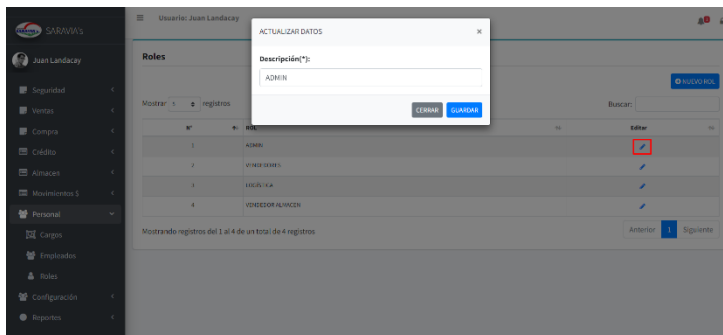 SARAVIA's
Usuario: Juan Landacay
Juan Landacay
Seguridad
Ventas
Compra
Crédito
Almacen
Movimientos $
Personal
Cargos
Empleados
Roles
Configuración
Reportes
ACTUALIZAR DATOS ×
Descripción(*):
ADMIN
CERRAR GUARDAR
Roles
NUEVO ROL
Mostrar 5 registros
Buscar:
N° ROL Editar
1 ADMIN
2 VENDEDORES
3 LOGISTICA
4 VENDEDOR ALMACEN
Mostrando registros del 1 al 4 de un total de 4 registros
Anterior 1 Siguiente